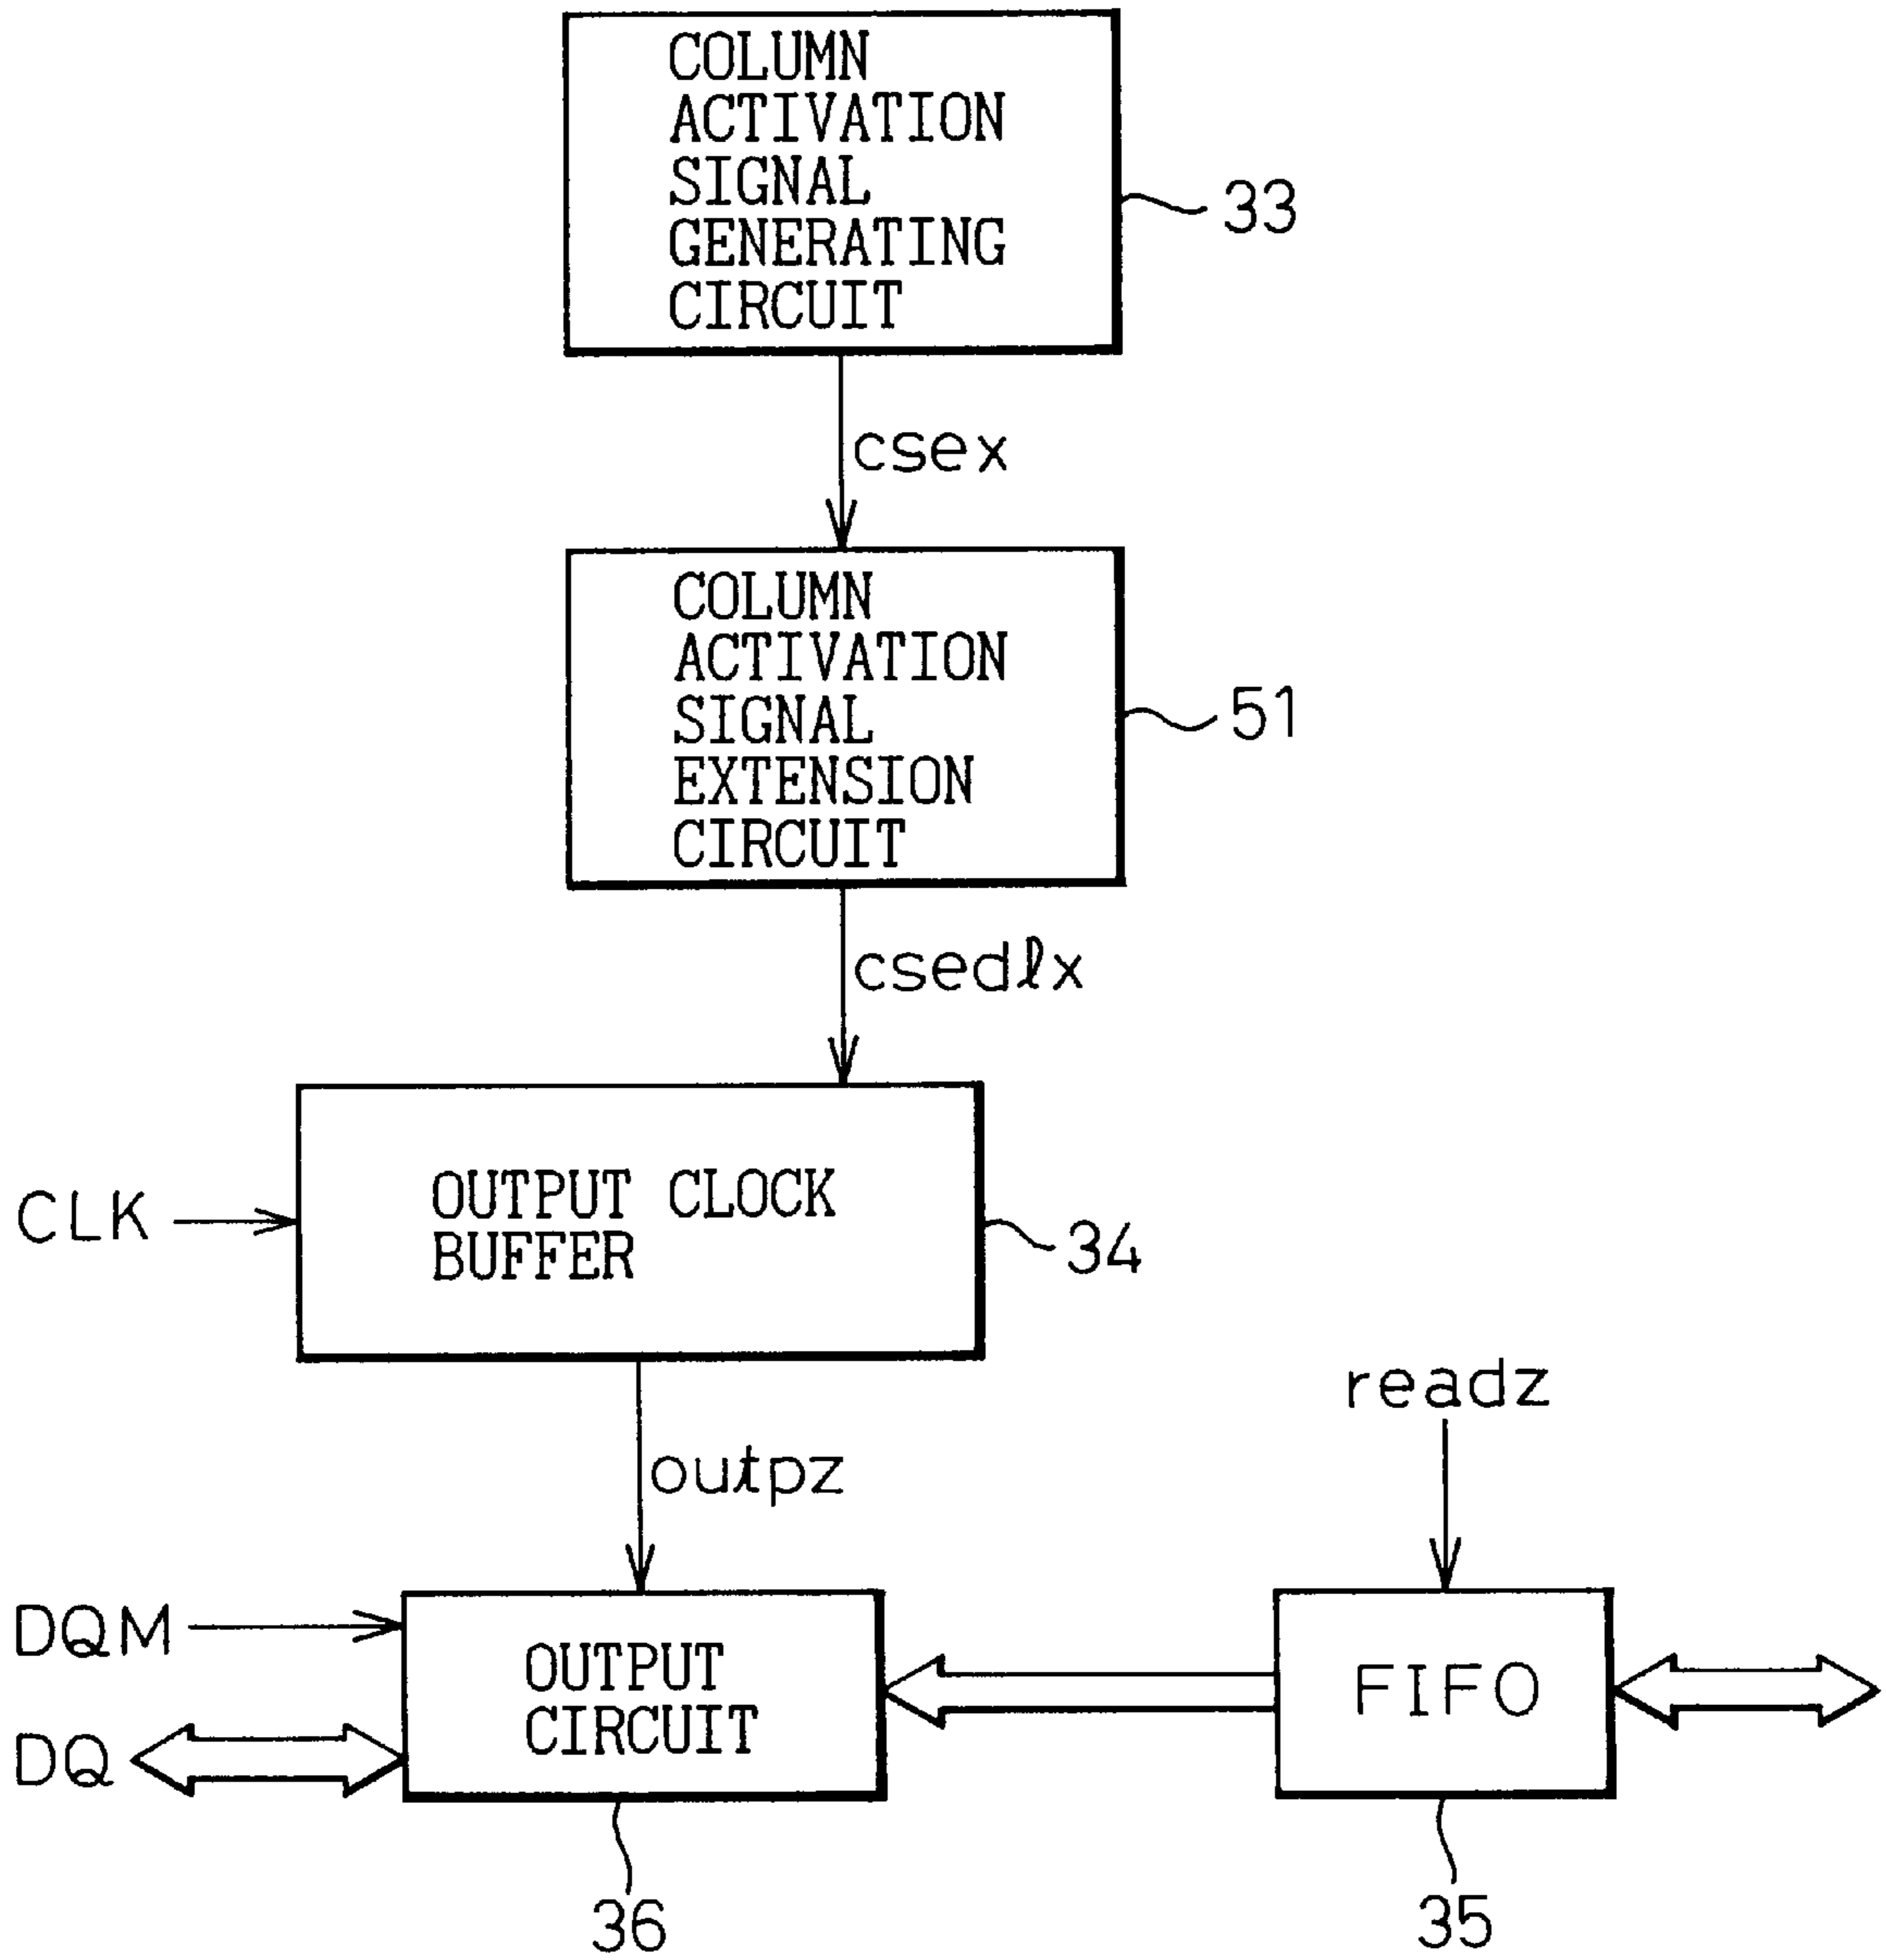 COLUMN
ACTIVATION
SIGNAL
GENERATING
CIRCUIT
33
csex
COLUMN
ACTIVATION
SIGNAL
EXTENSION
CIRCUIT
51
csedlx
CLK
OUTPUT CLOCK
BUFFER
34
readz
outpz
DQM
OUTPUT
CIRCUIT
FIFO
DQ
36
35